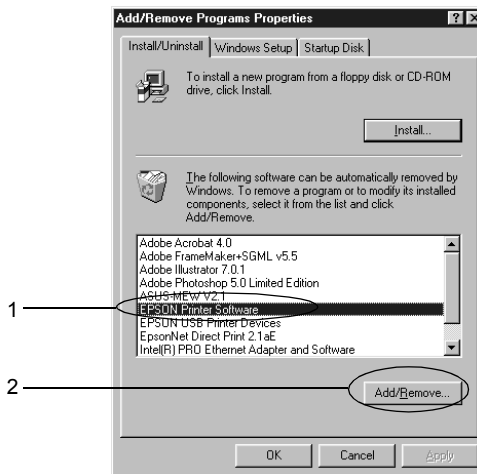 Add/Remove Programs Properties
Install/Uninstall Windows Setup Startup Disk
To install a new program from a floppy disk or CD-ROM
drive, click Install.
Install...
The following software can be automatically removed by
Windows. To remove a program or to modify its installed
components, select it from the list and click
Add/Remove.
Adobe Acrobat 4.0
Adobe FrameMaker+SGML v5.5
Adobe Illustrator 7.0.1
Adobe Photoshop 5.0 Limited Edition
ASUS-MEW V2.1
1
EPSON Printer Software
EPSON USB Printer Devices
EpsonNet Direct Print 2.1aE
Intel(R) PRO Ethernet Adapter and Software
2
Add/Remove...
OK Cancel Apply